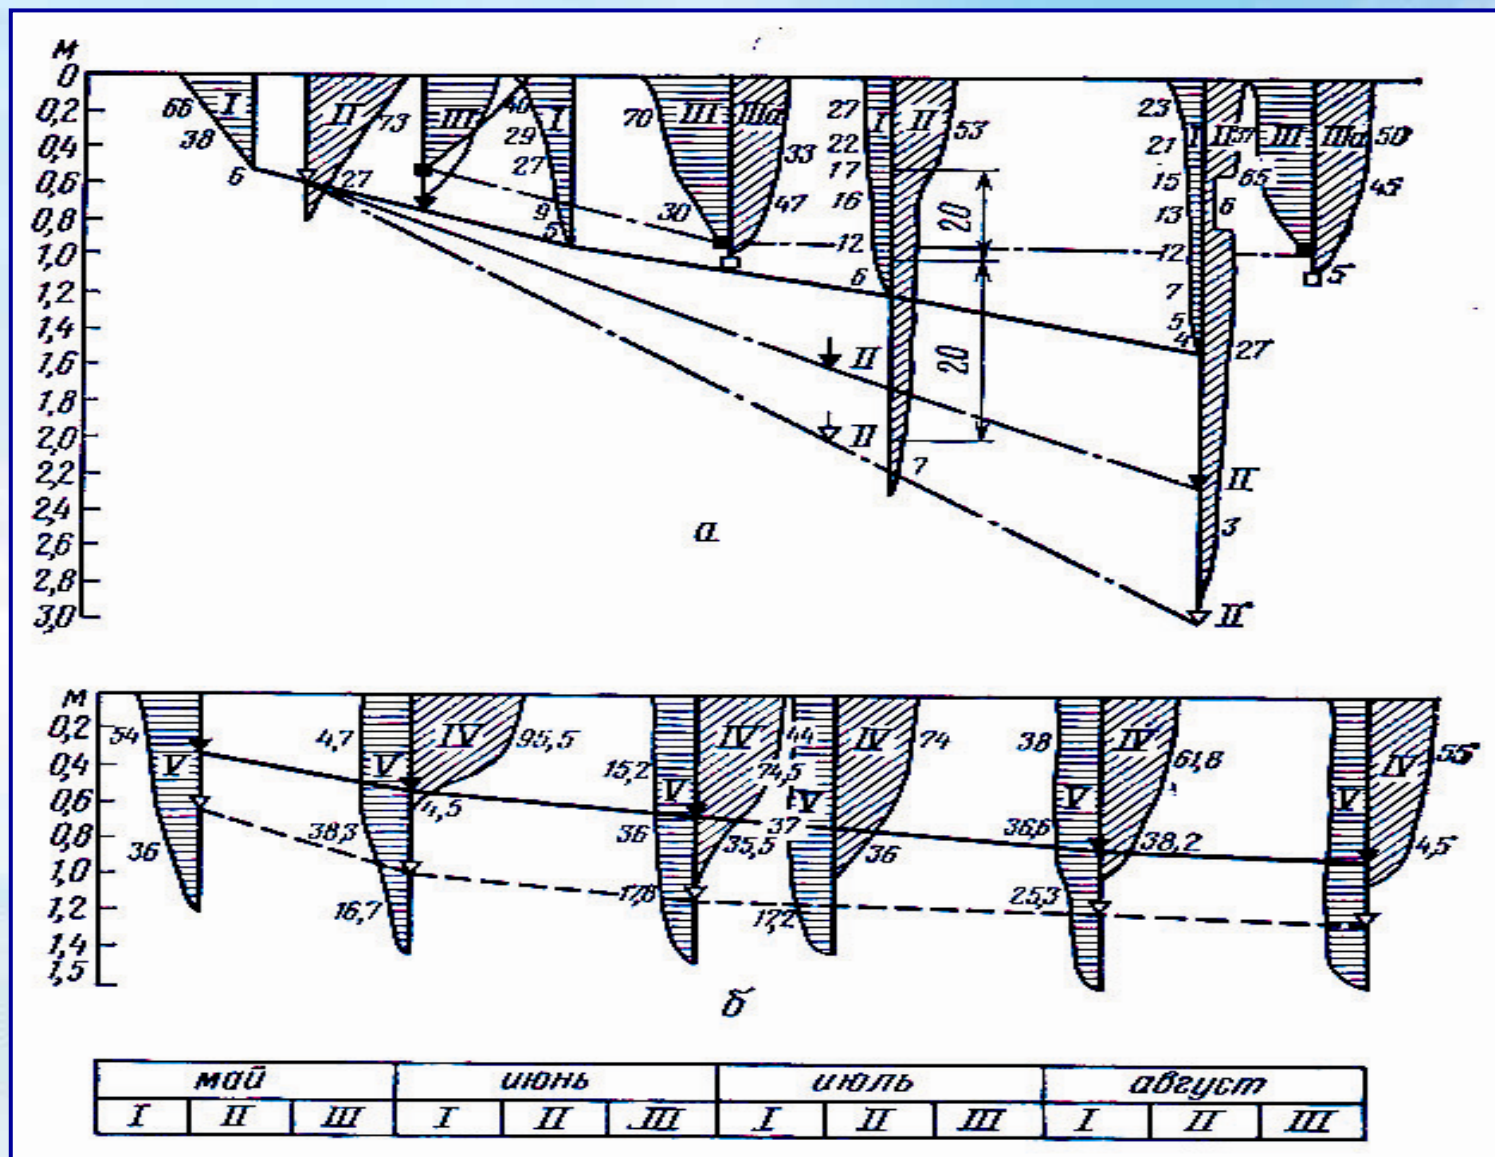 м
0
0,2
0,4
0,6
0,8
1,0
1,2
1,4
1,6
1,8
2,0
2,2
2,4
2,6
2,8
3,0
66 I 38 6
II 73 27
III
40 I 29 27 9 5
70 III 30
IIIа 33 47
27 I 22 17 16 12 6
II 53 7
20
20
II
II
23 I 21 15 13 12 7 5 4
II 37 6 27 3
II
II
65 III
IIIа 50 45 5
а
м
0,2
0,4
0,6
0,8
1,0
1,2
1,4
1,5
54 V 36
4,7 V 38,3 16,7
IV 95,5 4,5
15,2 V 36 17,8
IV 74,5 35,5
44 V 37 17,2
IV 74 36
38 V 36,6 25,3
IV 61,8 38,2
V
IV 55 4,5
б
май июнь июль август
I II III I II III I II III I II III